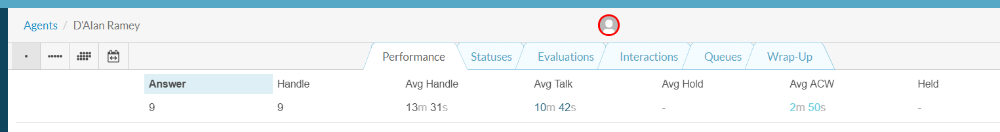 Agents / D'Alan Ramey
Performance Statuses Evaluations Interactions Queues Wrap-Up
Answer Handle Avg Handle Avg Talk Avg Hold Avg ACW Held
9 9 13m 31s 10m 42s - 2m 50s -